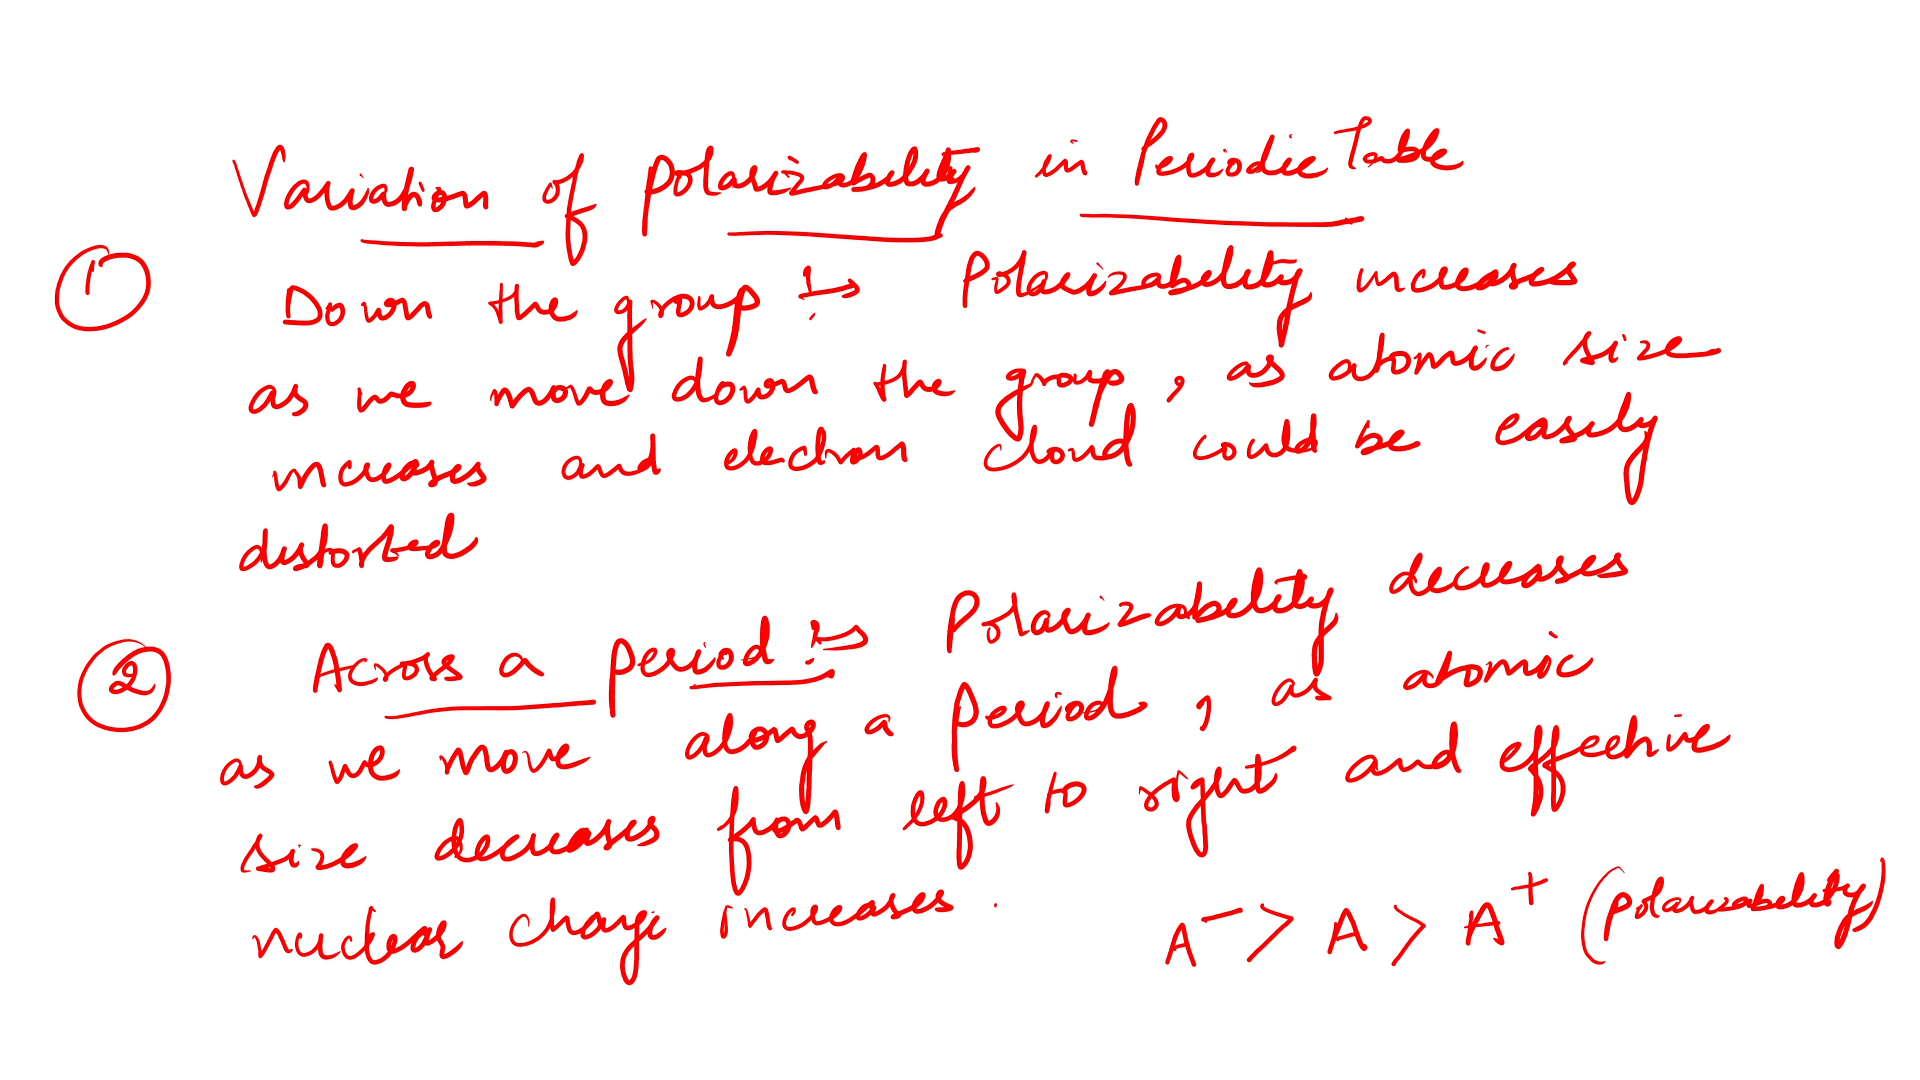 Variation of polarizability in Periodic Table
① Down the group :→ Polarizability increases
as we move down the group, as atomic size
increases and electron cloud could be easily
distorted
② Across a period :→ Polarizability decreases
as we move along a period, as atomic
size decreases from left to right and effective
nuclear charge increases.
A⁻ > A > A⁺ (polarizability)